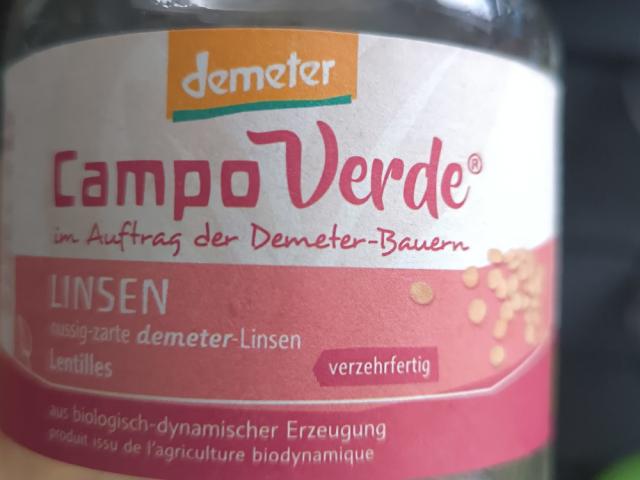 demeter
Campo Verde®
im Auftrag der Demeter-Bauern
LINSEN
nussig-zarte demeter-Linsen
Lentilles
verzehrfertig
aus biologisch-dynamischer Erzeugung
produit issu de l'agriculture biodynamique